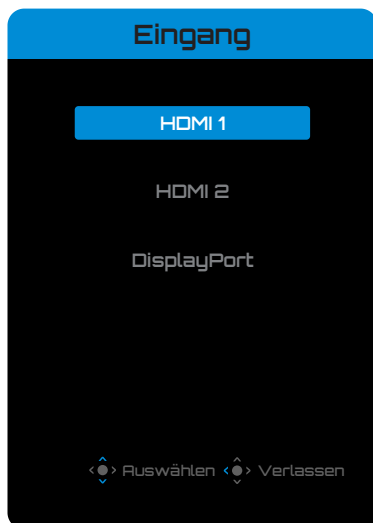 Eingang
HDMI 1
HDMI 2
DisplayPort
Auswählen Verlassen